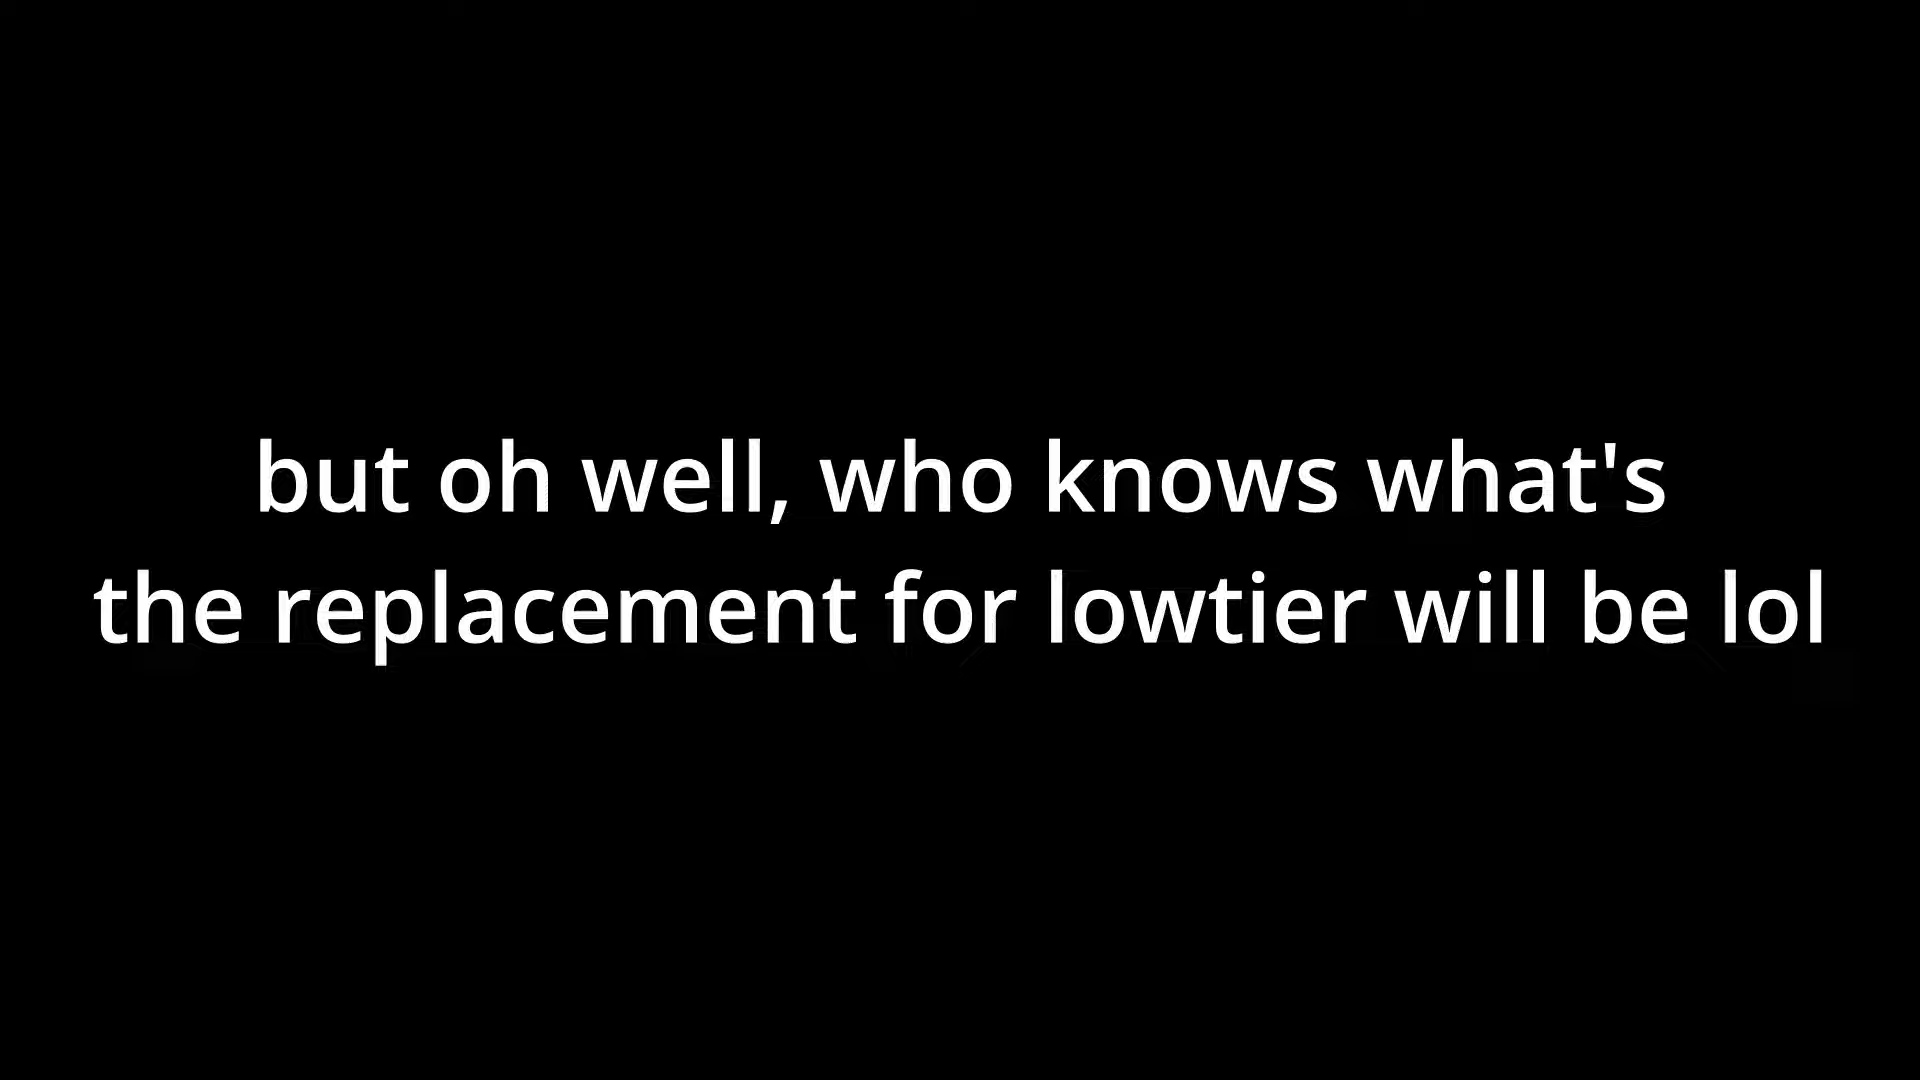 but oh well, who knows what's
the replacement for lowtier will be lol